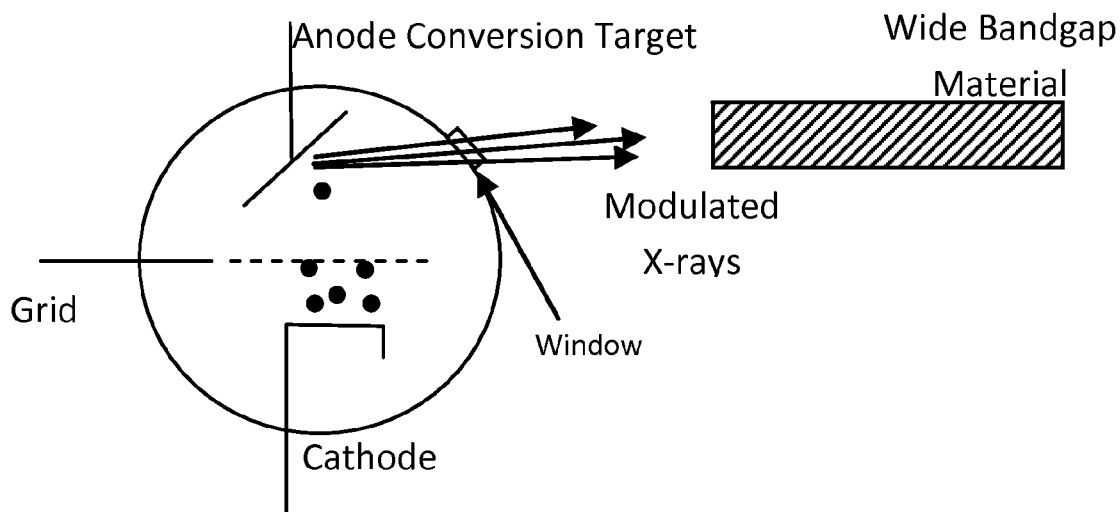 Anode Conversion Target
Wide Bandgap
Material
Modulated
X-rays
Grid
Window
Cathode